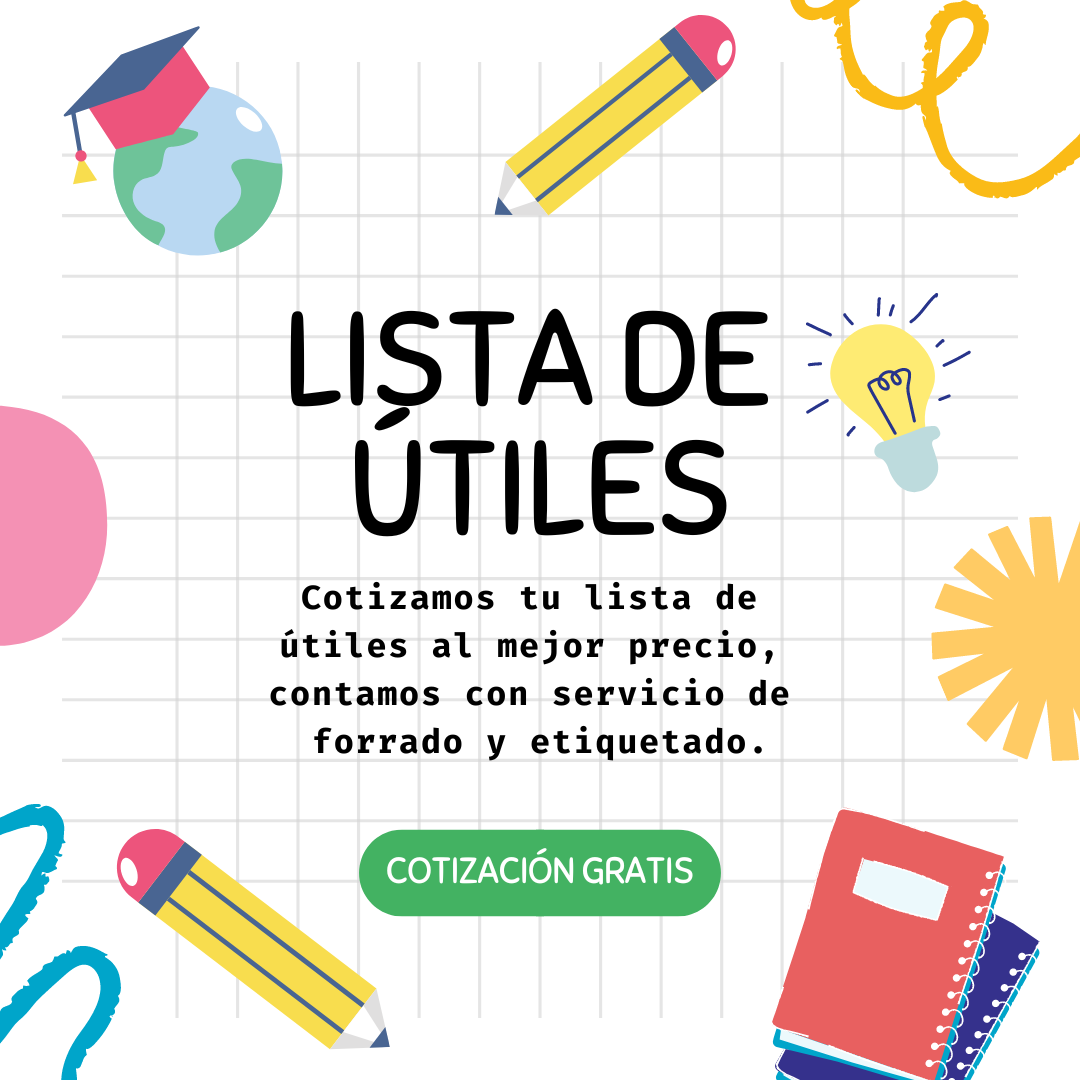 LISTA DE
ÚTILES
Cotizamos tu lista de
útiles al mejor precio,
contamos con servicio de
forrado y etiquetado.
COTIZACIÓN GRATIS